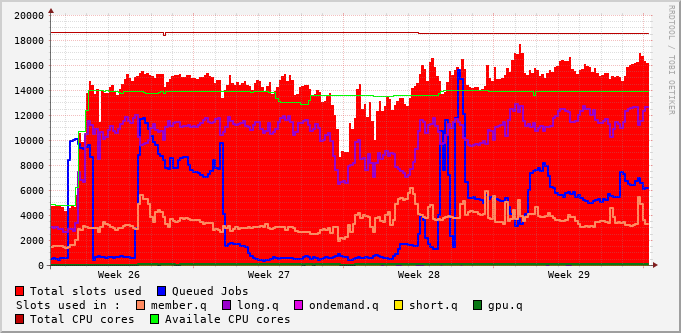 20000
18000
16000
14000
12000
10000
8000
6000
4000
2000
0
Week 26 Week 27 Week 28 Week 29
Total slots used Queued Jobs
Slots used in : member.q long.q ondemand.q short.q gpu.q
Total CPU cores Availale CPU cores
RRDTOOL / TOBI OETIKER